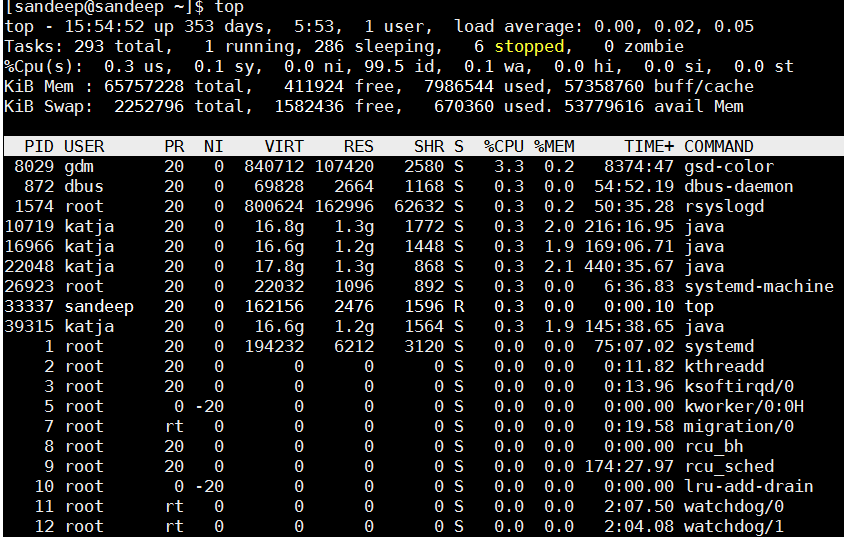 [sandeep@sandeep ~]$ top
top - 15:54:52 up 353 days,  5:53,  1 user,  load average: 0.00, 0.02, 0.05
Tasks: 293 total,   1 running, 286 sleeping,   6 stopped,   0 zombie
%Cpu(s):  0.3 us,  0.1 sy,  0.0 ni, 99.5 id,  0.1 wa,  0.0 hi,  0.0 si,  0.0 st
KiB Mem : 65757228 total,   411924 free,  7986544 used, 57358760 buff/cache
KiB Swap:  2252796 total,  1582436 free,   670360 used. 53779616 avail Mem
  PID USER      PR  NI    VIRT    RES    SHR S  %CPU %MEM     TIME+ COMMAND
 8029 gdm       20   0  840712 107420   2580 S   3.3  0.2   8374:47 gsd-color
  872 dbus      20   0   69828   2664   1168 S   0.3  0.0  54:52.19 dbus-daemon
 1574 root      20   0  800624 162996  62632 S   0.3  0.2  50:35.28 rsyslogd
10719 katja     20   0   16.8g   1.3g   1772 S   0.3  2.0 216:16.95 java
16966 katja     20   0   16.6g   1.2g   1448 S   0.3  1.9 169:06.71 java
22048 katja     20   0   17.8g   1.3g    868 S   0.3  2.1 440:35.67 java
26923 root      20   0   22032   1096    892 S   0.3  0.0   6:36.83 systemd-machine
33337 sandeep   20   0  162156   2476   1596 R   0.3  0.0   0:00.10 top
39315 katja     20   0   16.6g   1.2g   1564 S   0.3  1.9 145:38.65 java
    1 root      20   0  194232   6212   3120 S   0.0  0.0  75:07.02 systemd
    2 root      20   0       0      0      0 S   0.0  0.0   0:11.82 kthreadd
    3 root      20   0       0      0      0 S   0.0  0.0   0:13.96 ksoftirqd/0
    5 root       0 -20       0      0      0 S   0.0  0.0   0:00.00 kworker/0:0H
    7 root      rt   0       0      0      0 S   0.0  0.0   0:19.58 migration/0
    8 root      20   0       0      0      0 S   0.0  0.0   0:00.00 rcu_bh
    9 root      20   0       0      0      0 S   0.0  0.0 174:27.97 rcu_sched
   10 root       0 -20       0      0      0 S   0.0  0.0   0:00.00 lru-add-drain
   11 root      rt   0       0      0      0 S   0.0  0.0   2:07.50 watchdog/0
   12 root      rt   0       0      0      0 S   0.0  0.0   2:04.08 watchdog/1